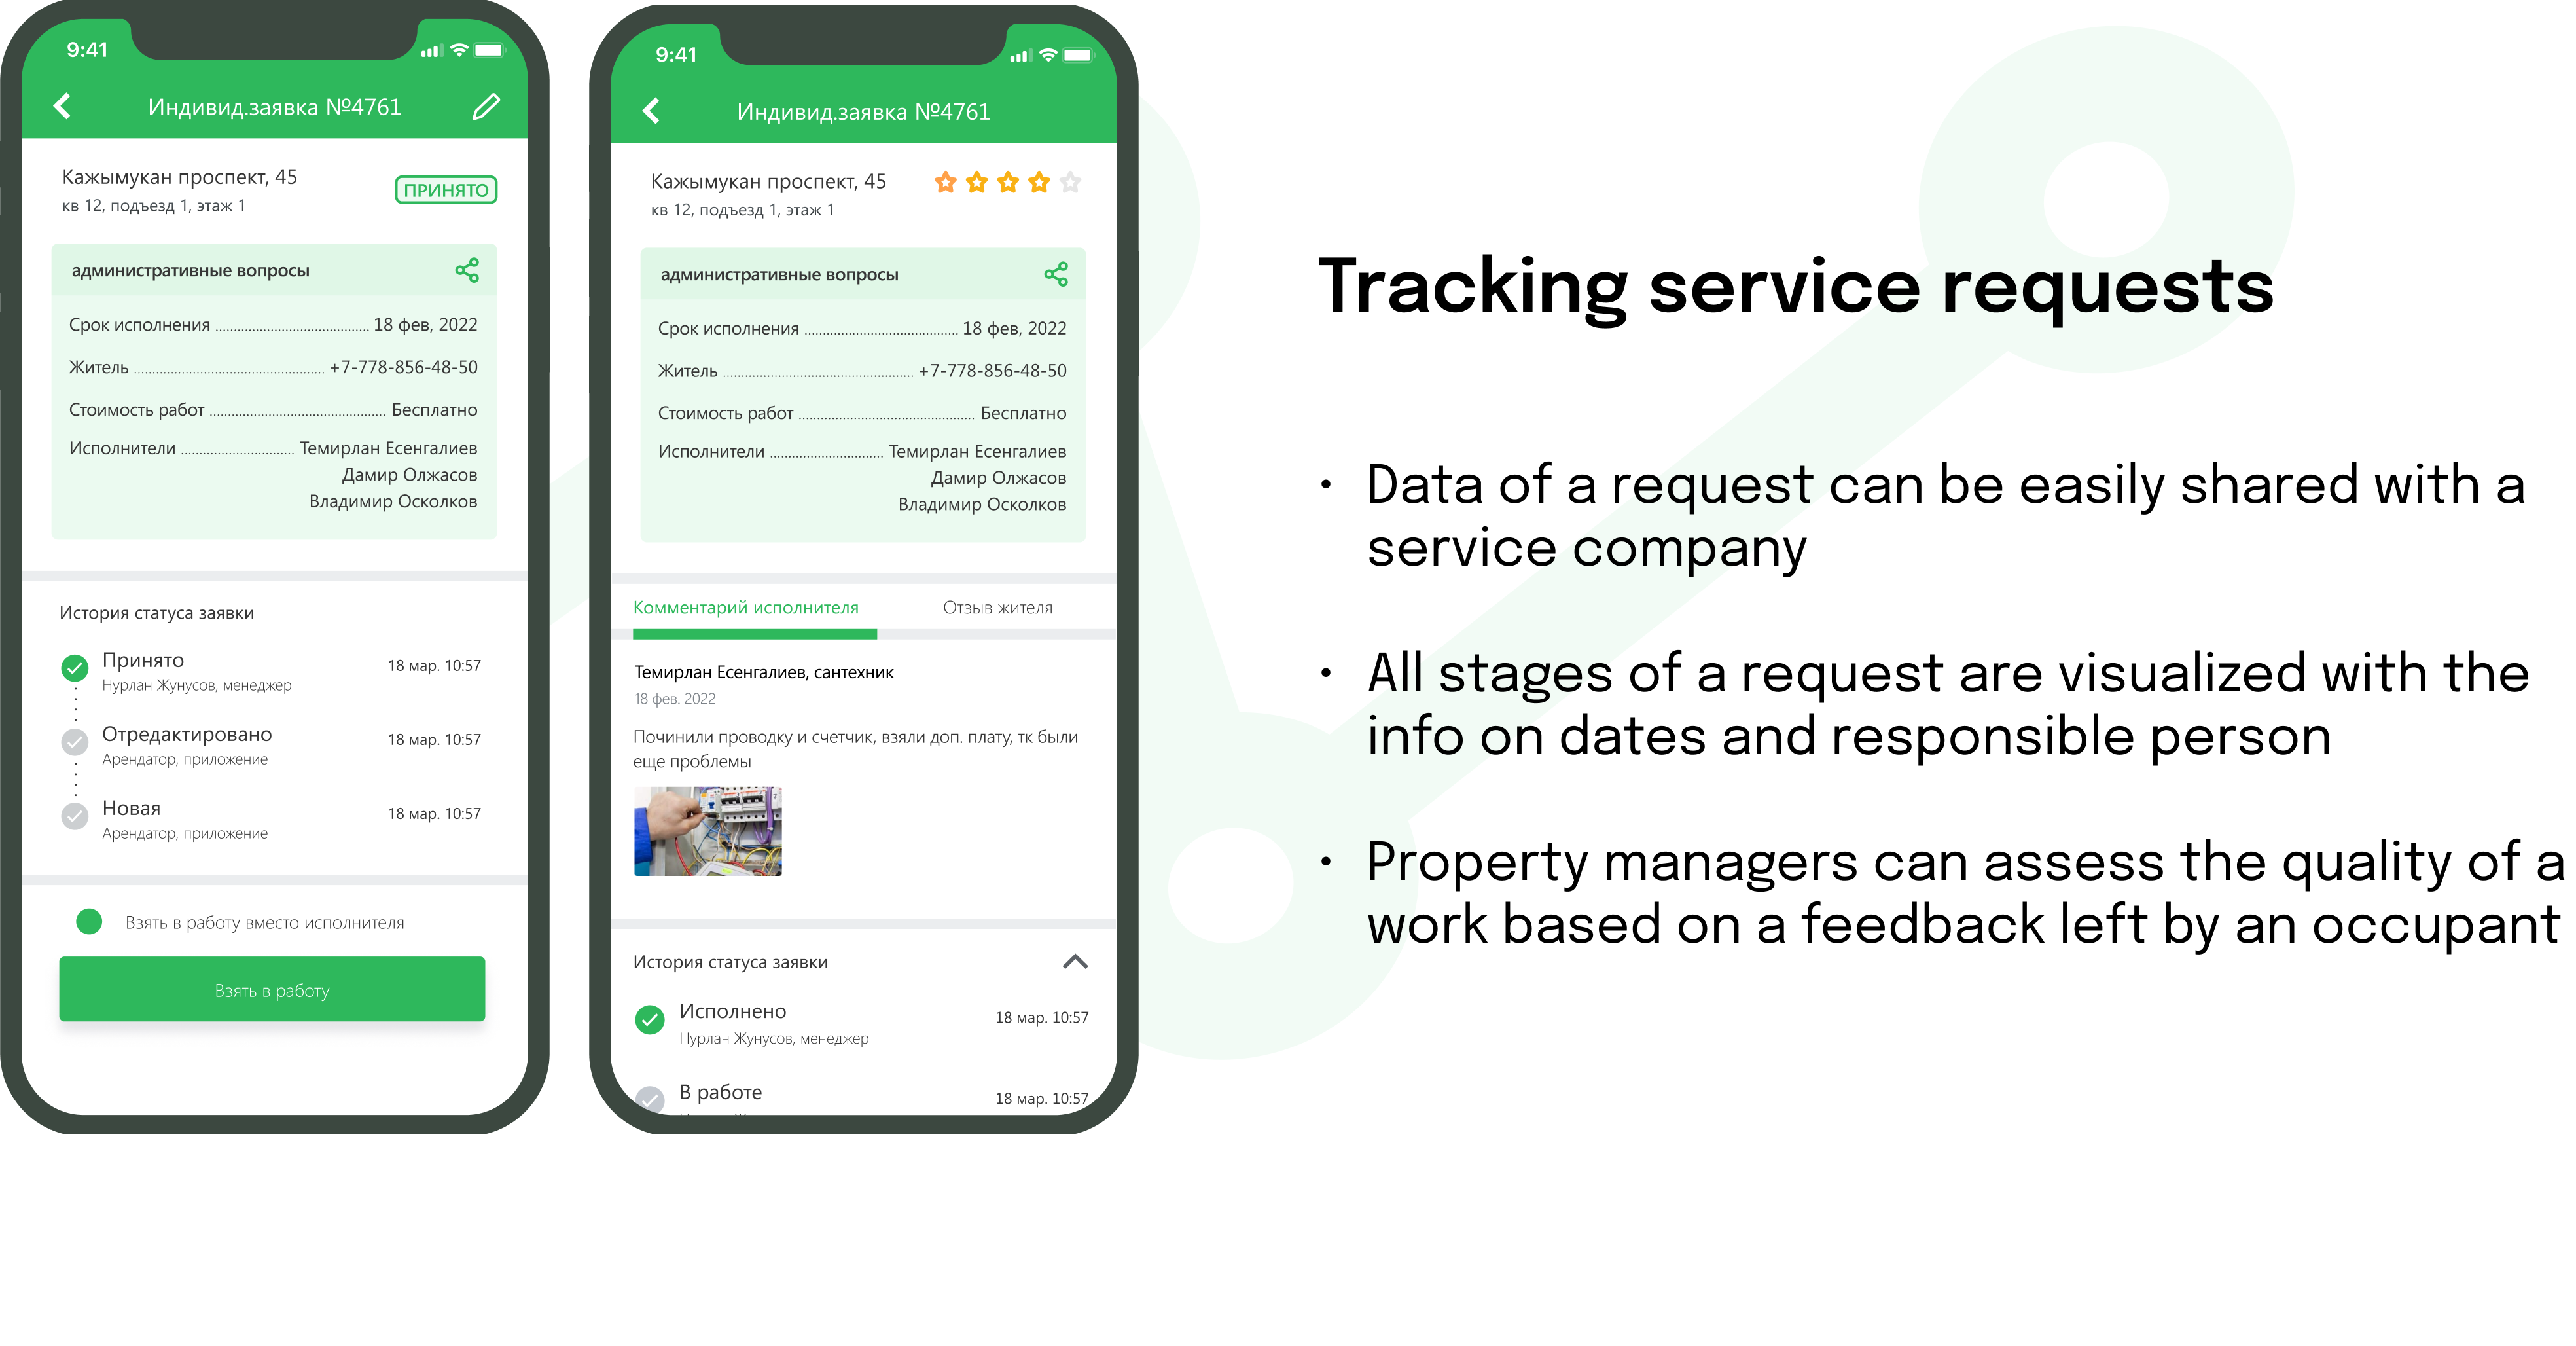 9:41
Индивид.заявка №4761
Кажымукан проспект, 45
кв 12, подъезд 1, этаж 1
ПРИНЯТО
административные вопросы
Срок исполнения 18 фев, 2022
Житель +7-778-856-48-50
Стоимость работ Бесплатно
Исполнители Темирлан Есенгалиев
Дамир Олжасов
Владимир Осколков
История статуса заявки
Принято 18 мар. 10:57
Нурлан Жунусов, менеджер
Отредактировано 18 мар. 10:57
Арендатор, приложение
Новая 18 мар. 10:57
Арендатор, приложение
Взять в работу вместо исполнителя
Взять в работу
9:41
Индивид.заявка №4761
Кажымукан проспект, 45
кв 12, подъезд 1, этаж 1
административные вопросы
Срок исполнения 18 фев, 2022
Житель +7-778-856-48-50
Стоимость работ Бесплатно
Исполнители Темирлан Есенгалиев
Дамир Олжасов
Владимир Осколков
Комментарий исполнителя Отзыв жителя
Темирлан Есенгалиев, сантехник
18 фев. 2022
Починили проводку и счетчик, взяли доп. плату, тк были
еще проблемы
История статуса заявки
Исполнено 18 мар. 10:57
Нурлан Жунусов, менеджер
В работе 18 мар. 10:57
Tracking service requests
• Data of a request can be easily shared with a
service company
• All stages of a request are visualized with the
info on dates and responsible person
• Property managers can assess the quality of a
work based on a feedback left by an occupant